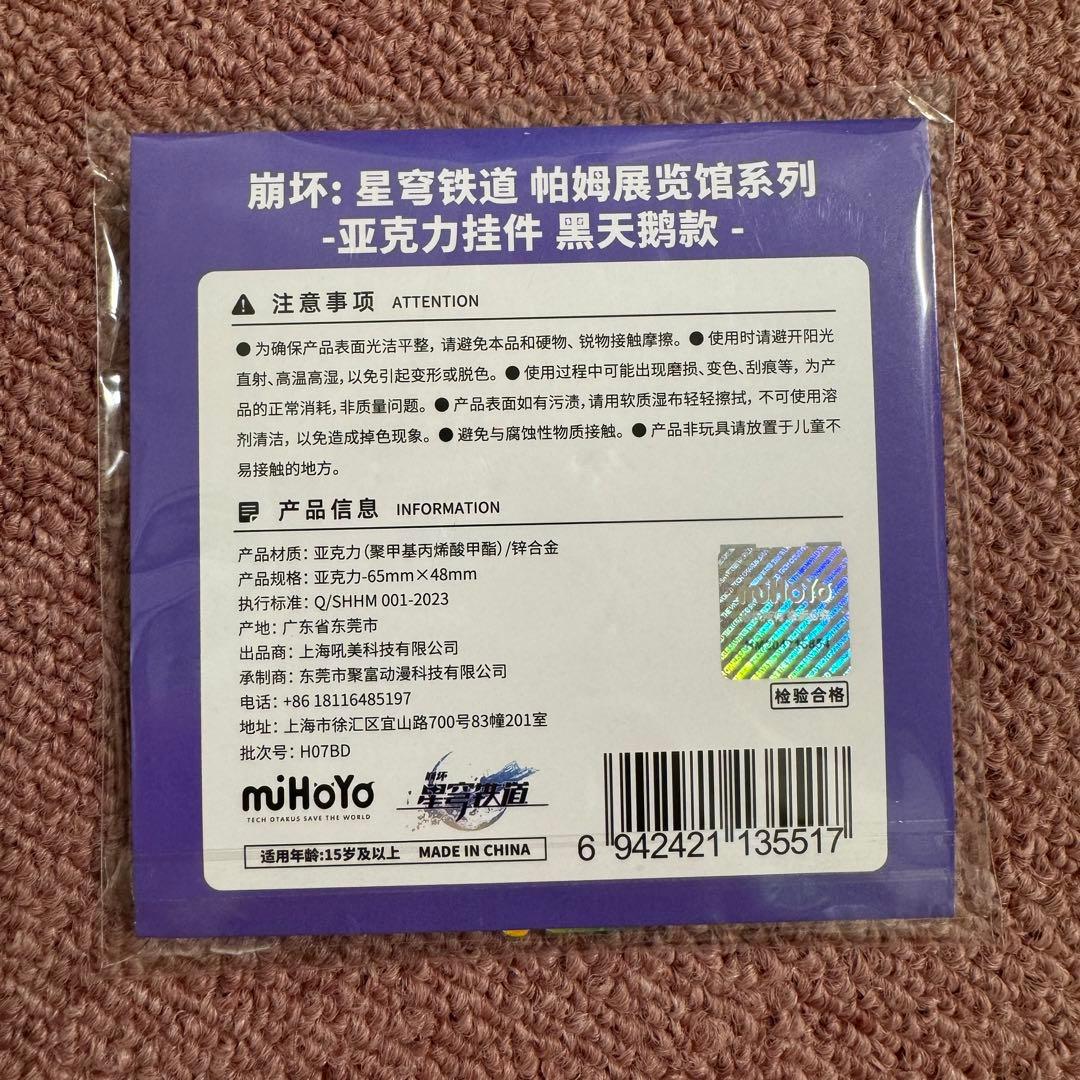 崩坏: 星穹铁道 帕姆展览馆系列
-亚克力挂件 黑天鹅款 -
注意事项 ATTENTION
● 为确保产品表面光洁平整, 请避免本品和硬物、锐物接触摩擦。● 使用时请避开阳光
直射、高温高湿, 以免引起变形或脱色。● 使用过程中可能出现磨损、变色、刮痕等, 为产
品的正常消耗, 非质量问题。● 产品表面如有污渍, 请用软质湿布轻轻擦拭, 不可使用溶
剂清洁, 以免造成掉色现象。● 避免与腐蚀性物质接触。● 产品非玩具请放置于儿童不
易接触的地方。
产品信息 INFORMATION
产品材质: 亚克力 (聚甲基丙烯酸甲酯) /锌合金
产品规格: 亚克力-65mm×48mm
执行标准: Q/SHHM 001-2023
产地: 广东省东莞市
出品商: 上海吼美科技有限公司
承制商: 东莞市聚富动漫科技有限公司
电话: +86 18116485197
地址: 上海市徐汇区宜山路700号83幢201室
批次号: H07BD
miHoYo
检验合格
miHoYo
TECH OTAKUS SAVE THE WORLD
崩坏
星穹铁道
适用年龄:15岁及以上 MADE IN CHINA
6 942421 135517